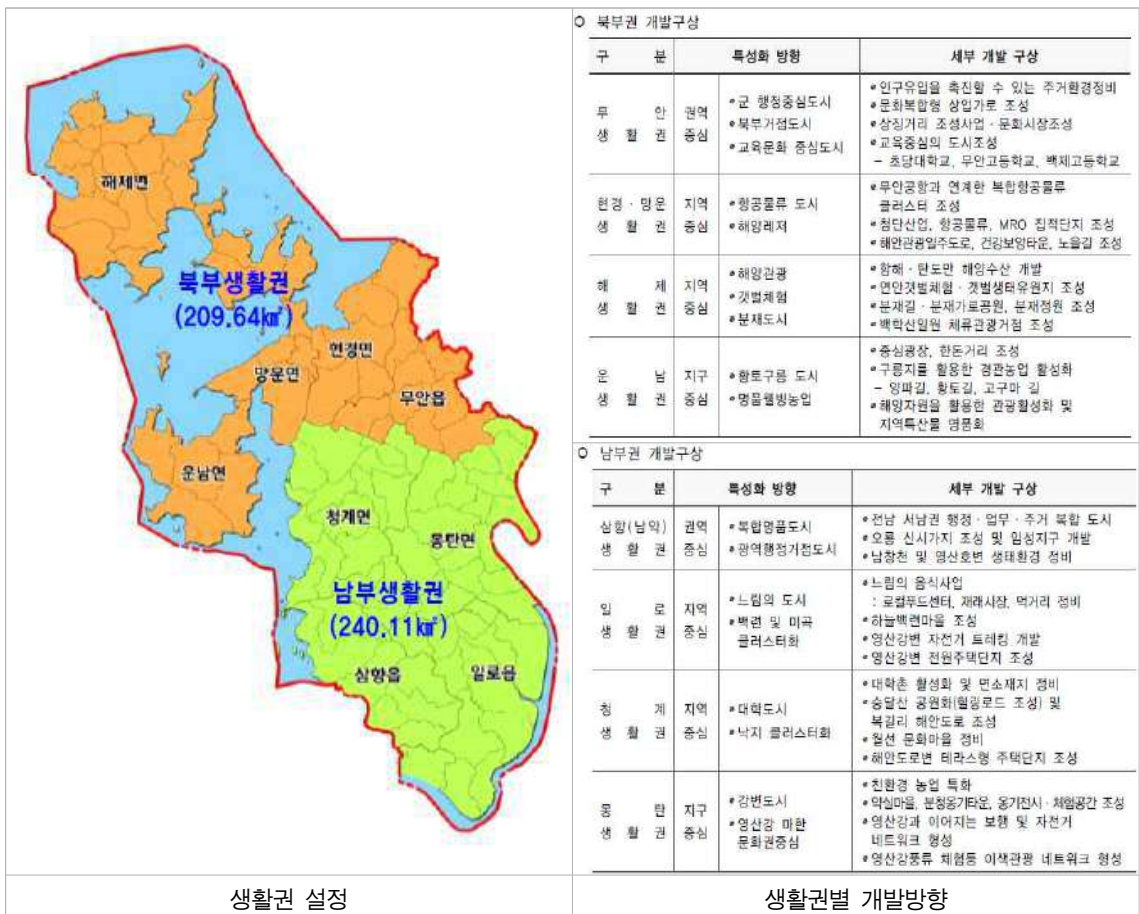 해제면
북부생활권
(209.64㎢)
현경면
망운면
무안읍
운남면
청계면
몽탄면
남부생활권
(240.11㎢)
삼향읍
일로읍
생활권 설정
○ 북부권 개발구상
구 분 특성화 방향 세부 개발 구상
무 안 생 활 권
권역 중심
•군 행정중심도시
•북부거점도시
•교육문화 중심도시
•인구유입을 촉진할 수 있는 주거환경정비
•문화복합형 상업가로 조성
•상징거리 조성사업 · 문화시장조성
•교육중심의 도시조성
– 초당대학교, 무안고등학교, 백제고등학교
현경 · 망운 생 활 권
지역 중심
•항공물류 도시
•해양레저
•무안공항과 연계한 복합항공물류
클러스터 조성
•첨단산업, 항공물류, MRO 집적단지 조성
•해안관광일주도로, 건강보양타운, 노을길 조성
해 제 생 활 권
지역 중심
•해양관광
•갯벌체험
•분재도시
•함해 · 탄도만 해양수산 개발
•연안갯벌체험 · 갯벌생태유원지 조성
•분재길 · 분재가로공원, 분재정원 조성
•백학산일원 체류관광거점 조성
운 남 생 활 권
지구 중심
•황토구릉 도시
•명품웰빙농업
•중심광장, 한돈거리 조성
•구릉지를 활용한 경관농업 활성화
– 양파길, 황토길, 고구마 길
•해양자원을 활용한 관광활성화 및
지역특산물 명품화
○ 남부권 개발구상
구 분 특성화 방향 세부 개발 구상
삼향(남악) 생 활 권
권역 중심
•복합명품도시
•광역행정거점도시
•전남 서남권 행정 · 업무 · 주거 복합 도시
•오룡 신시가지 조성 및 임성지구 개발
•남창천 및 영산호변 생태환경 정비
일 로 생 활 권
지역 중심
•느림의 도시
•백련 및 미곡
클러스터화
•느림의 음식사업
: 로컬푸드센터, 재래시장, 먹거리 정비
•하늘백련마을 조성
•영산강변 자전거 트레킹 개발
•영산강변 전원주택단지 조성
청 계 생 활 권
지역 중심
•대학도시
•낙지 클러스터화
•대학촌 활성화 및 면소재지 정비
•승달산 공원화(힐링로드 조성) 및
복길리 해안도로 조성
•월선 문화마을 정비
•해안도로변 테라스형 주택단지 조성
몽 탄 생 활 권
지구 중심
•강변도시
•영산강 마한
문화권중심
•친환경 농업 특화
•약실마을, 분청옹기타운, 옹기전시 · 체험공간 조성
•영산강과 이어지는 보행 및 자전거
네트워크 형성
•영산강풍류 체험동 이색관광 네트워크 형성
생활권별 개발방향